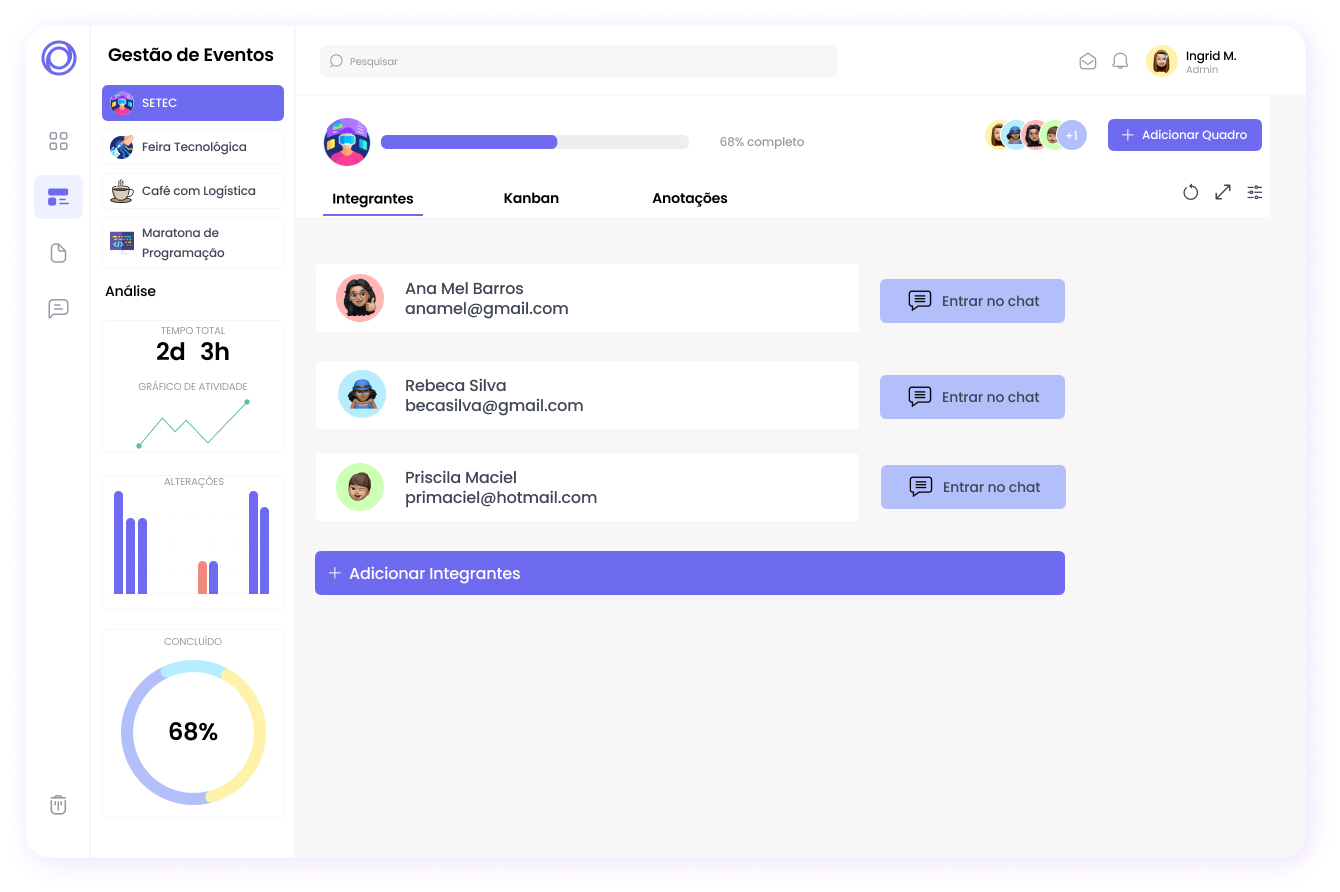 Gestão de Eventos
SETEC
Feira Tecnológica
Café com Logística
Maratona de
Programação
Análise
TEMPO TOTAL
2d 3h
GRÁFICO DE ATIVIDADE
ALTERAÇÕES
CONCLUÍDO
68%
Pesquisar
Ingrid M.
Admin
68% completo
+1
Adicionar Quadro
Integrantes
Kanban
Anotações
Ana Mel Barros
anamel@gmail.com
Entrar no chat
Rebeca Silva
becasilva@gmail.com
Entrar no chat
Priscila Maciel
primaciel@hotmail.com
Entrar no chat
+ Adicionar Integrantes